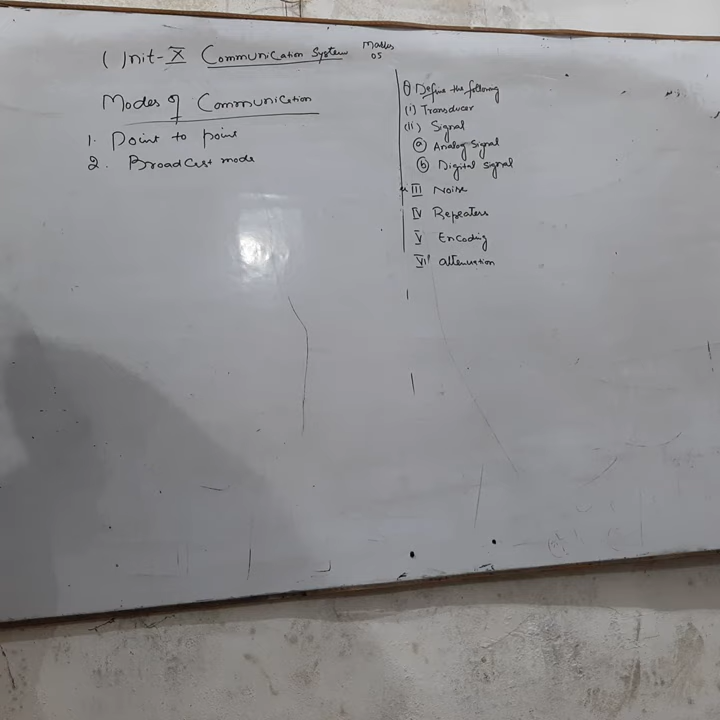 Unit-X Communication System Marks 05
Modes of Communication
1. Point to point
2. Broadcast mode
Define the following
(i) Transducer
(ii) Signal
(a) Analog signal
(b) Digital signal
III Noise
IV Repeaters
V Encoding
VI attenuation